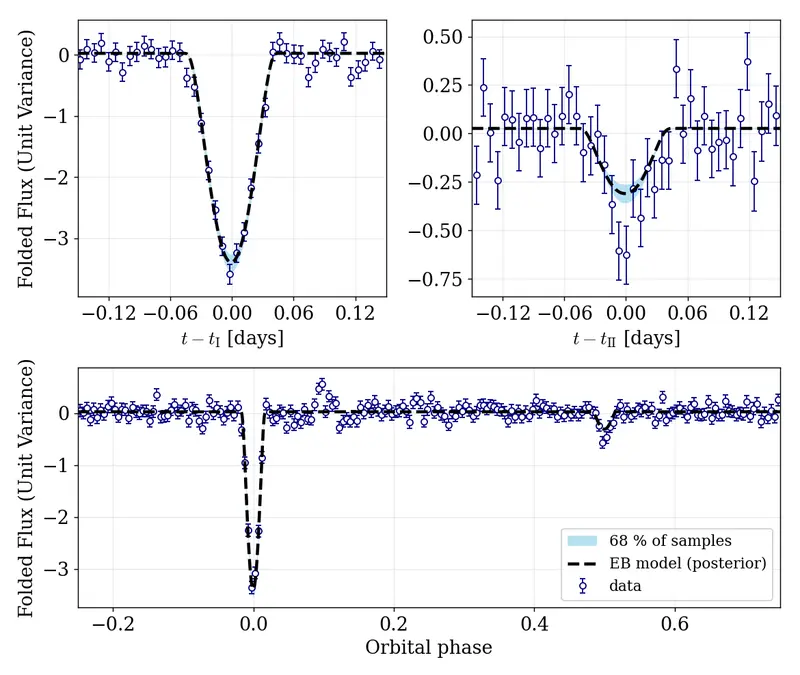 Folded Flux (Unit Variance)
0
−1
−2
−3
−0.12 −0.06 0.00 0.06 0.12
t − tI [days]
0.50
0.25
0.00
−0.25
−0.50
−0.75
−0.12 −0.06 0.00 0.06 0.12
t − tII [days]
Folded Flux (Unit Variance)
0
−1
−2
−3
68 % of samples
EB model (posterior)
data
−0.2 0.0 0.2 0.4 0.6
Orbital phase